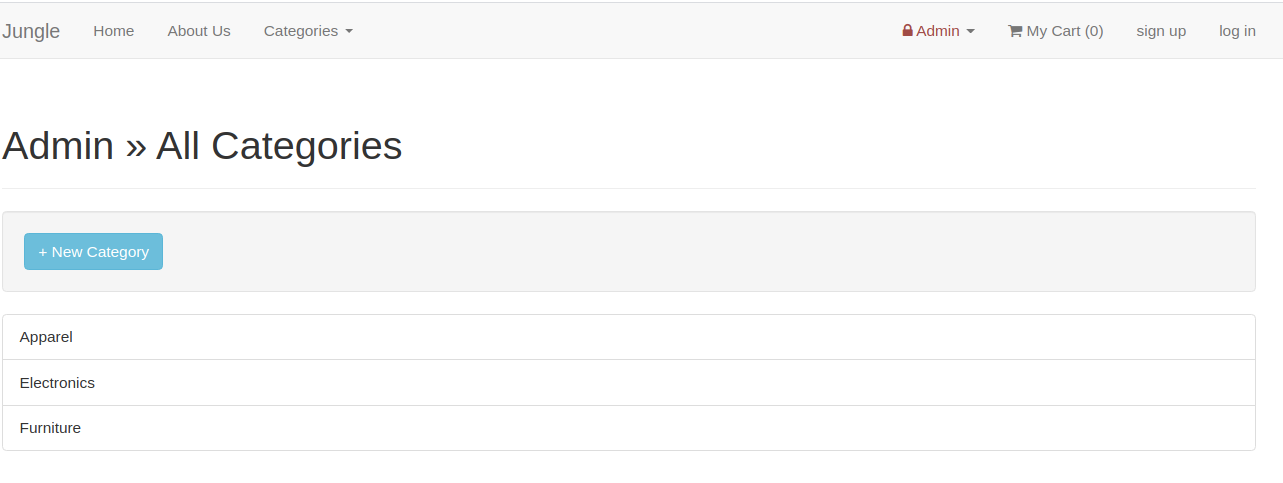 Jungle Home About Us Categories Admin My Cart (0) sign up log in
Admin » All Categories
+ New Category
Apparel
Electronics
Furniture